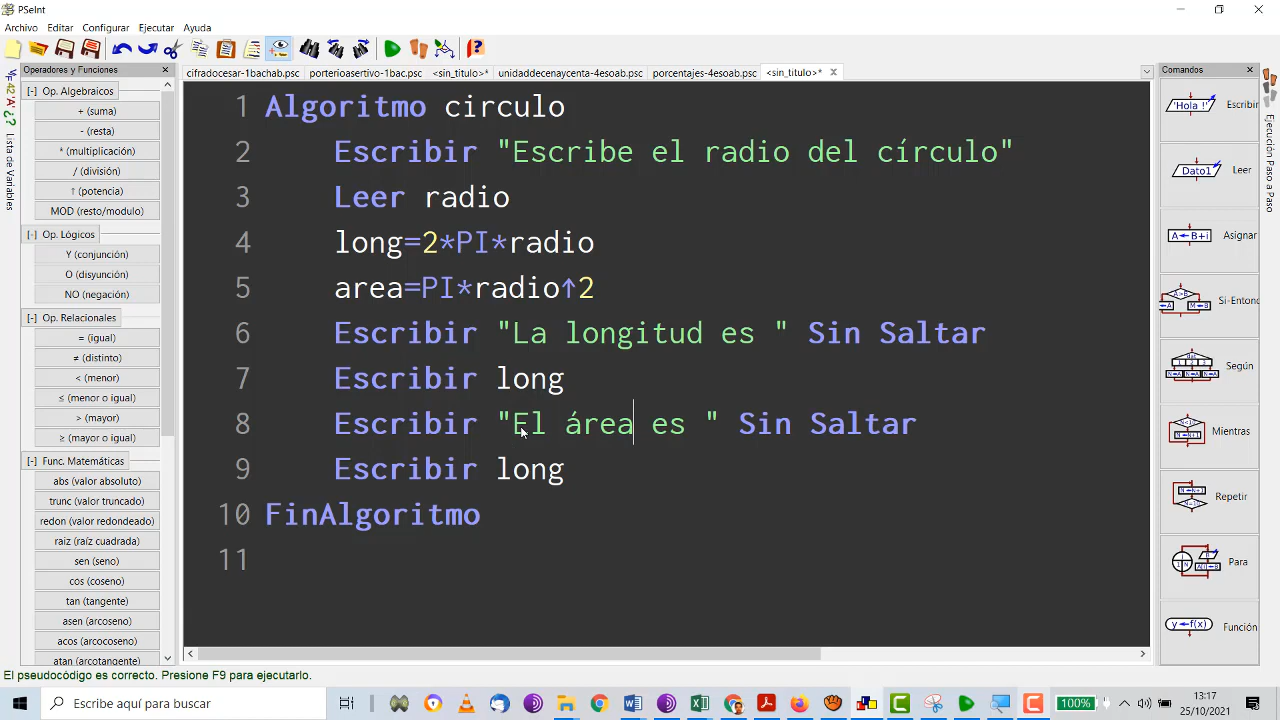 PSeInt
Archivo Editar Configurar Ejecutar Ayuda
Operadores y Funciones
cifradocesar-1bachab.psc porterioasertivo-1bac.psc <sin_titulo>* unidaddecenaycenta-4esoab.psc porcentajes-4esoab.psc <sin_titulo>*
Comandos
[-] Op. Algebraicos
+ (suma)
- (resta)
* (multiplicación)
/ (división)
↑ (potencia)
MOD (resto/modulo)
[-] Op. Lógicos
Y (conjunción)
O (disyunción)
NO (negación)
[-] Op. Relacionales
= (igual)
≠ (distinto)
< (menor)
≤ (menor o igual)
> (mayor)
≥ (mayor o igual)
[-] Func. Matemáticas
abs (valor absoluto)
trunc (valor truncado)
redon (valor redondeado)
raiz (raíz cuadrada)
sen (seno)
cos (coseno)
tan (tangente)
asen (arcoseno)
acos (arcocoseno)
atan (arcotangente)
Lista de Variables
1 Algoritmo circulo
2 Escribir "Escribe el radio del círculo"
3 Leer radio
4 long=2*PI*radio
5 area=PI*radio↑2
6 Escribir "La longitud es " Sin Saltar
7 Escribir long
8 Escribir "El área es " Sin Saltar
9 Escribir long
10 FinAlgoritmo
11
'Hola !' Escribir
Dato1 Leer
A←B+i Asignar
Si-Entonces
Según
Mientras
Repetir
Para
y←f(x) Función
Ejecución Paso a Paso
El pseudocódigo es correcto. Presione F9 para ejecutarlo.
Escribe aquí para buscar
100%
13:17
25/10/2021